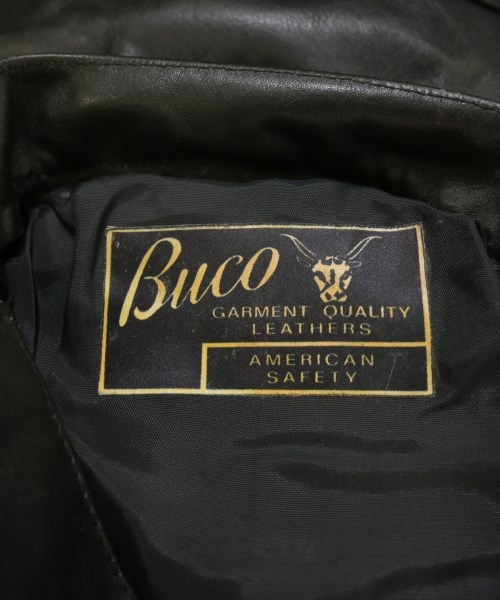 Buco
GARMENT QUALITY
LEATHERS
AMERICAN
SAFETY